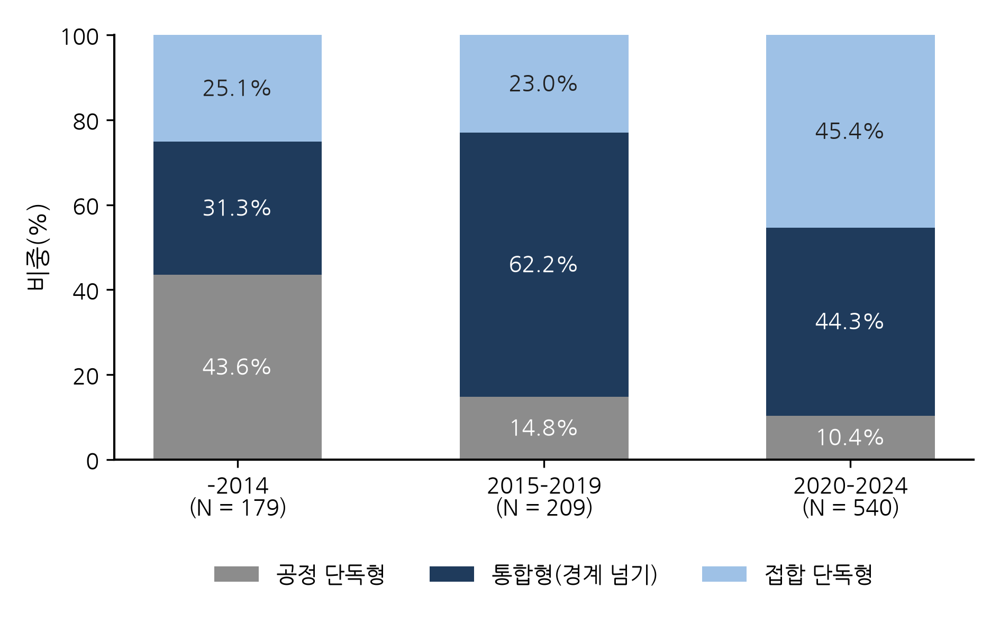 비중(%)
100
80
60
40
20
0
25.1%
31.3%
43.6%
23.0%
62.2%
14.8%
45.4%
44.3%
10.4%
-2014
(N = 179)
2015-2019
(N = 209)
2020-2024
(N = 540)
공정 단독형
통합형(경계 넘기)
접합 단독형